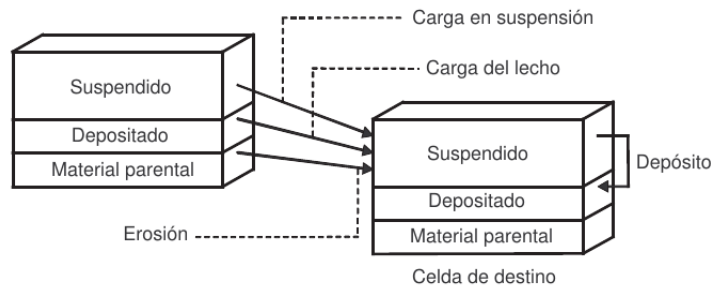 Carga en suspensión
Carga del lecho
Suspendido
Depositado
Material parental
Erosión
Suspendido
Depositado
Material parental
Depósito
Celda de destino